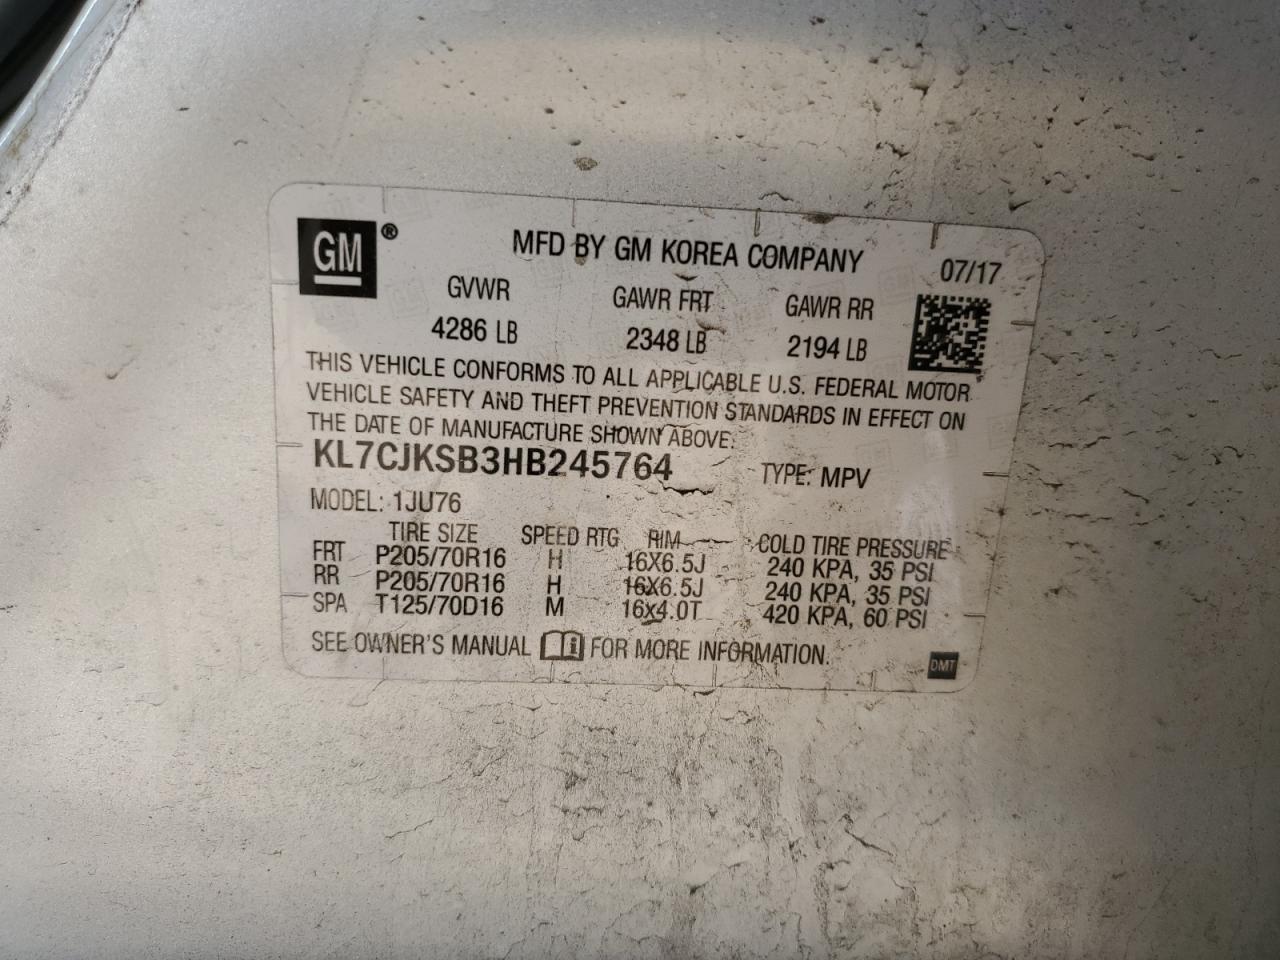 GM ®
MFD BY GM KOREA COMPANY
07/17
GVWR GAWR FRT GAWR RR
4286 LB 2348 LB 2194 LB
THIS VEHICLE CONFORMS TO ALL APPLICABLE U.S. FEDERAL MOTOR
VEHICLE SAFETY AND THEFT PREVENTION STANDARDS IN EFFECT ON
THE DATE OF MANUFACTURE SHOWN ABOVE.
KL7CJKSB3HB245764 TYPE: MPV
MODEL: 1JU76
TIRE SIZE SPEED RTG RIM COLD TIRE PRESSURE
FRT P205/70R16 H 16X6.5J 240 KPA, 35 PSI
RR P205/70R16 H 16X6.5J 240 KPA, 35 PSI
SPA T125/70D16 M 16x4.0T 420 KPA, 60 PSI
SEE OWNER'S MANUAL FOR MORE INFORMATION.
DMT